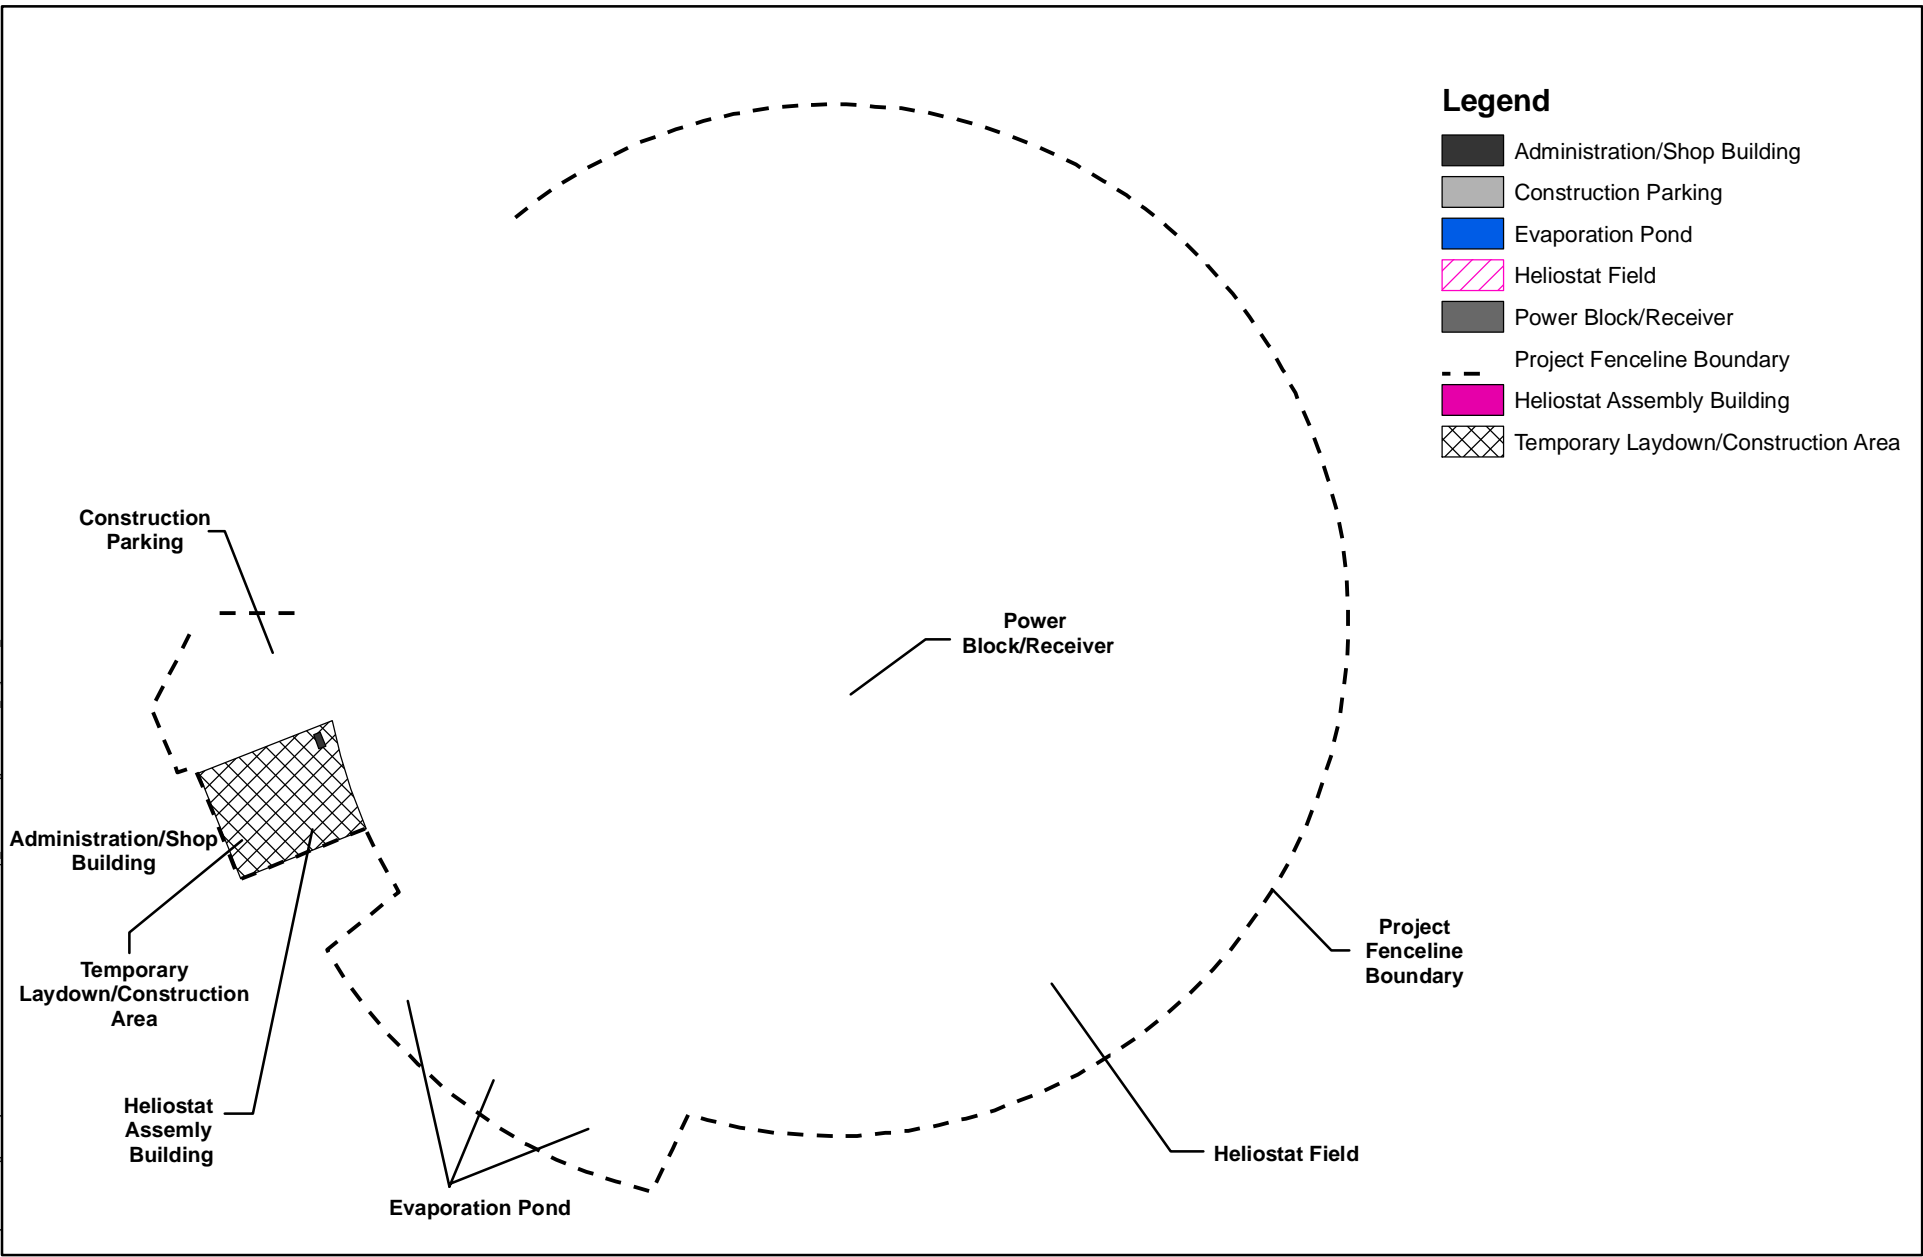 Legend
Administration/Shop Building
Construction Parking
Evaporation Pond
Heliostat Field
Power Block/Receiver
Project Fenceline Boundary
Heliostat Assembly Building
Temporary Laydown/Construction Area
Construction
Parking
Power
Block/Receiver
Administration/Shop
Building
Temporary
Laydown/Construction
Area
Project
Fenceline
Boundary
Heliostat
Assemly
Building
Heliostat Field
Evaporation Pond